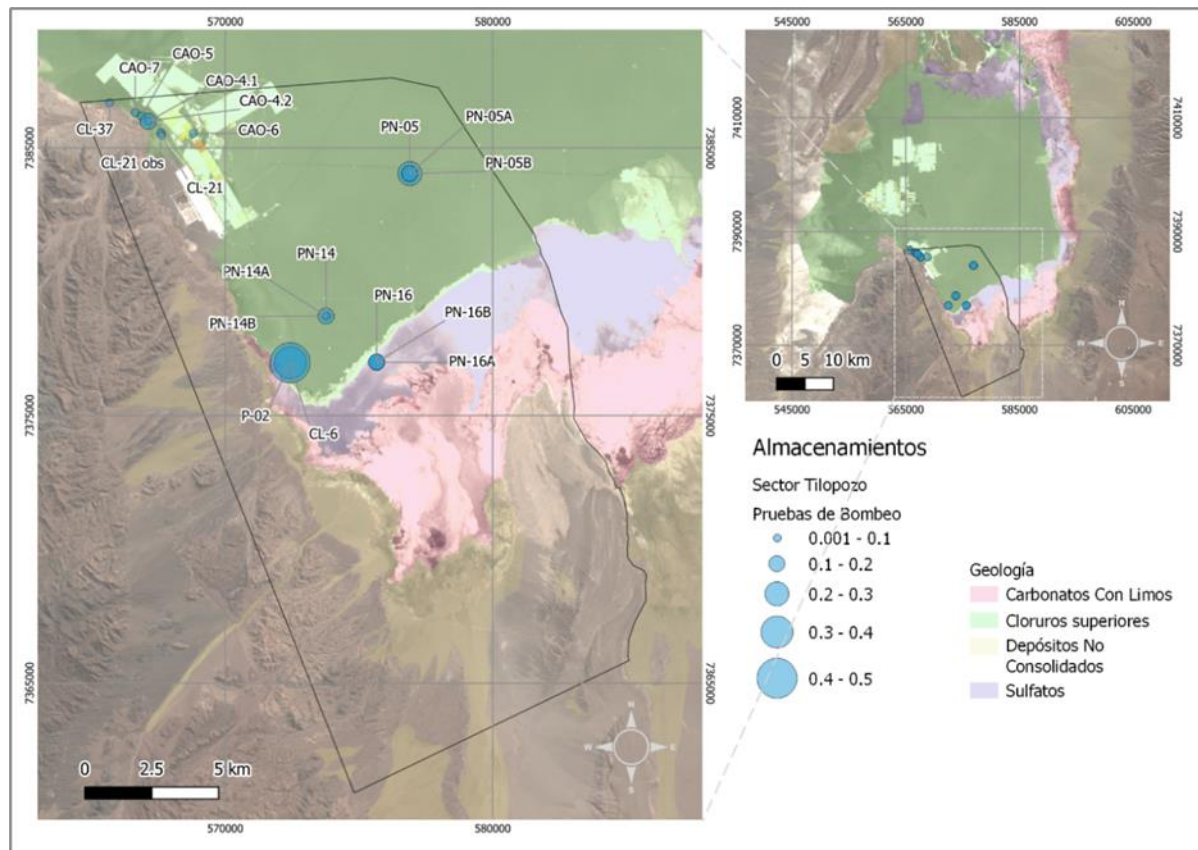 570000
580000
CAO-5
CAO-7
CAO-4.1
CAO-4.2
CL-37
CAO-6
CL-21 obs
CL-21
PN-05
PN-05A
PN-05B
PN-14
PN-14A
PN-14B
PN-16
PN-16B
PN-16A
P-02
CL-6
7385000
7375000
7365000
7385000
7375000
7365000
0 2.5 5 km
N
W E
S
570000
580000
545000
565000
585000
605000
7410000
7390000
7370000
7410000
7390000
7370000
0 5 10 km
N
W E
S
545000
565000
585000
605000
Almacenamientos
Sector Tilopozo
Pruebas de Bombeo
0.001 - 0.1
0.1 - 0.2
0.2 - 0.3
0.3 - 0.4
0.4 - 0.5
Geología
Carbonatos Con Limos
Cloruros superiores
Depósitos No
Consolidados
Sulfatos